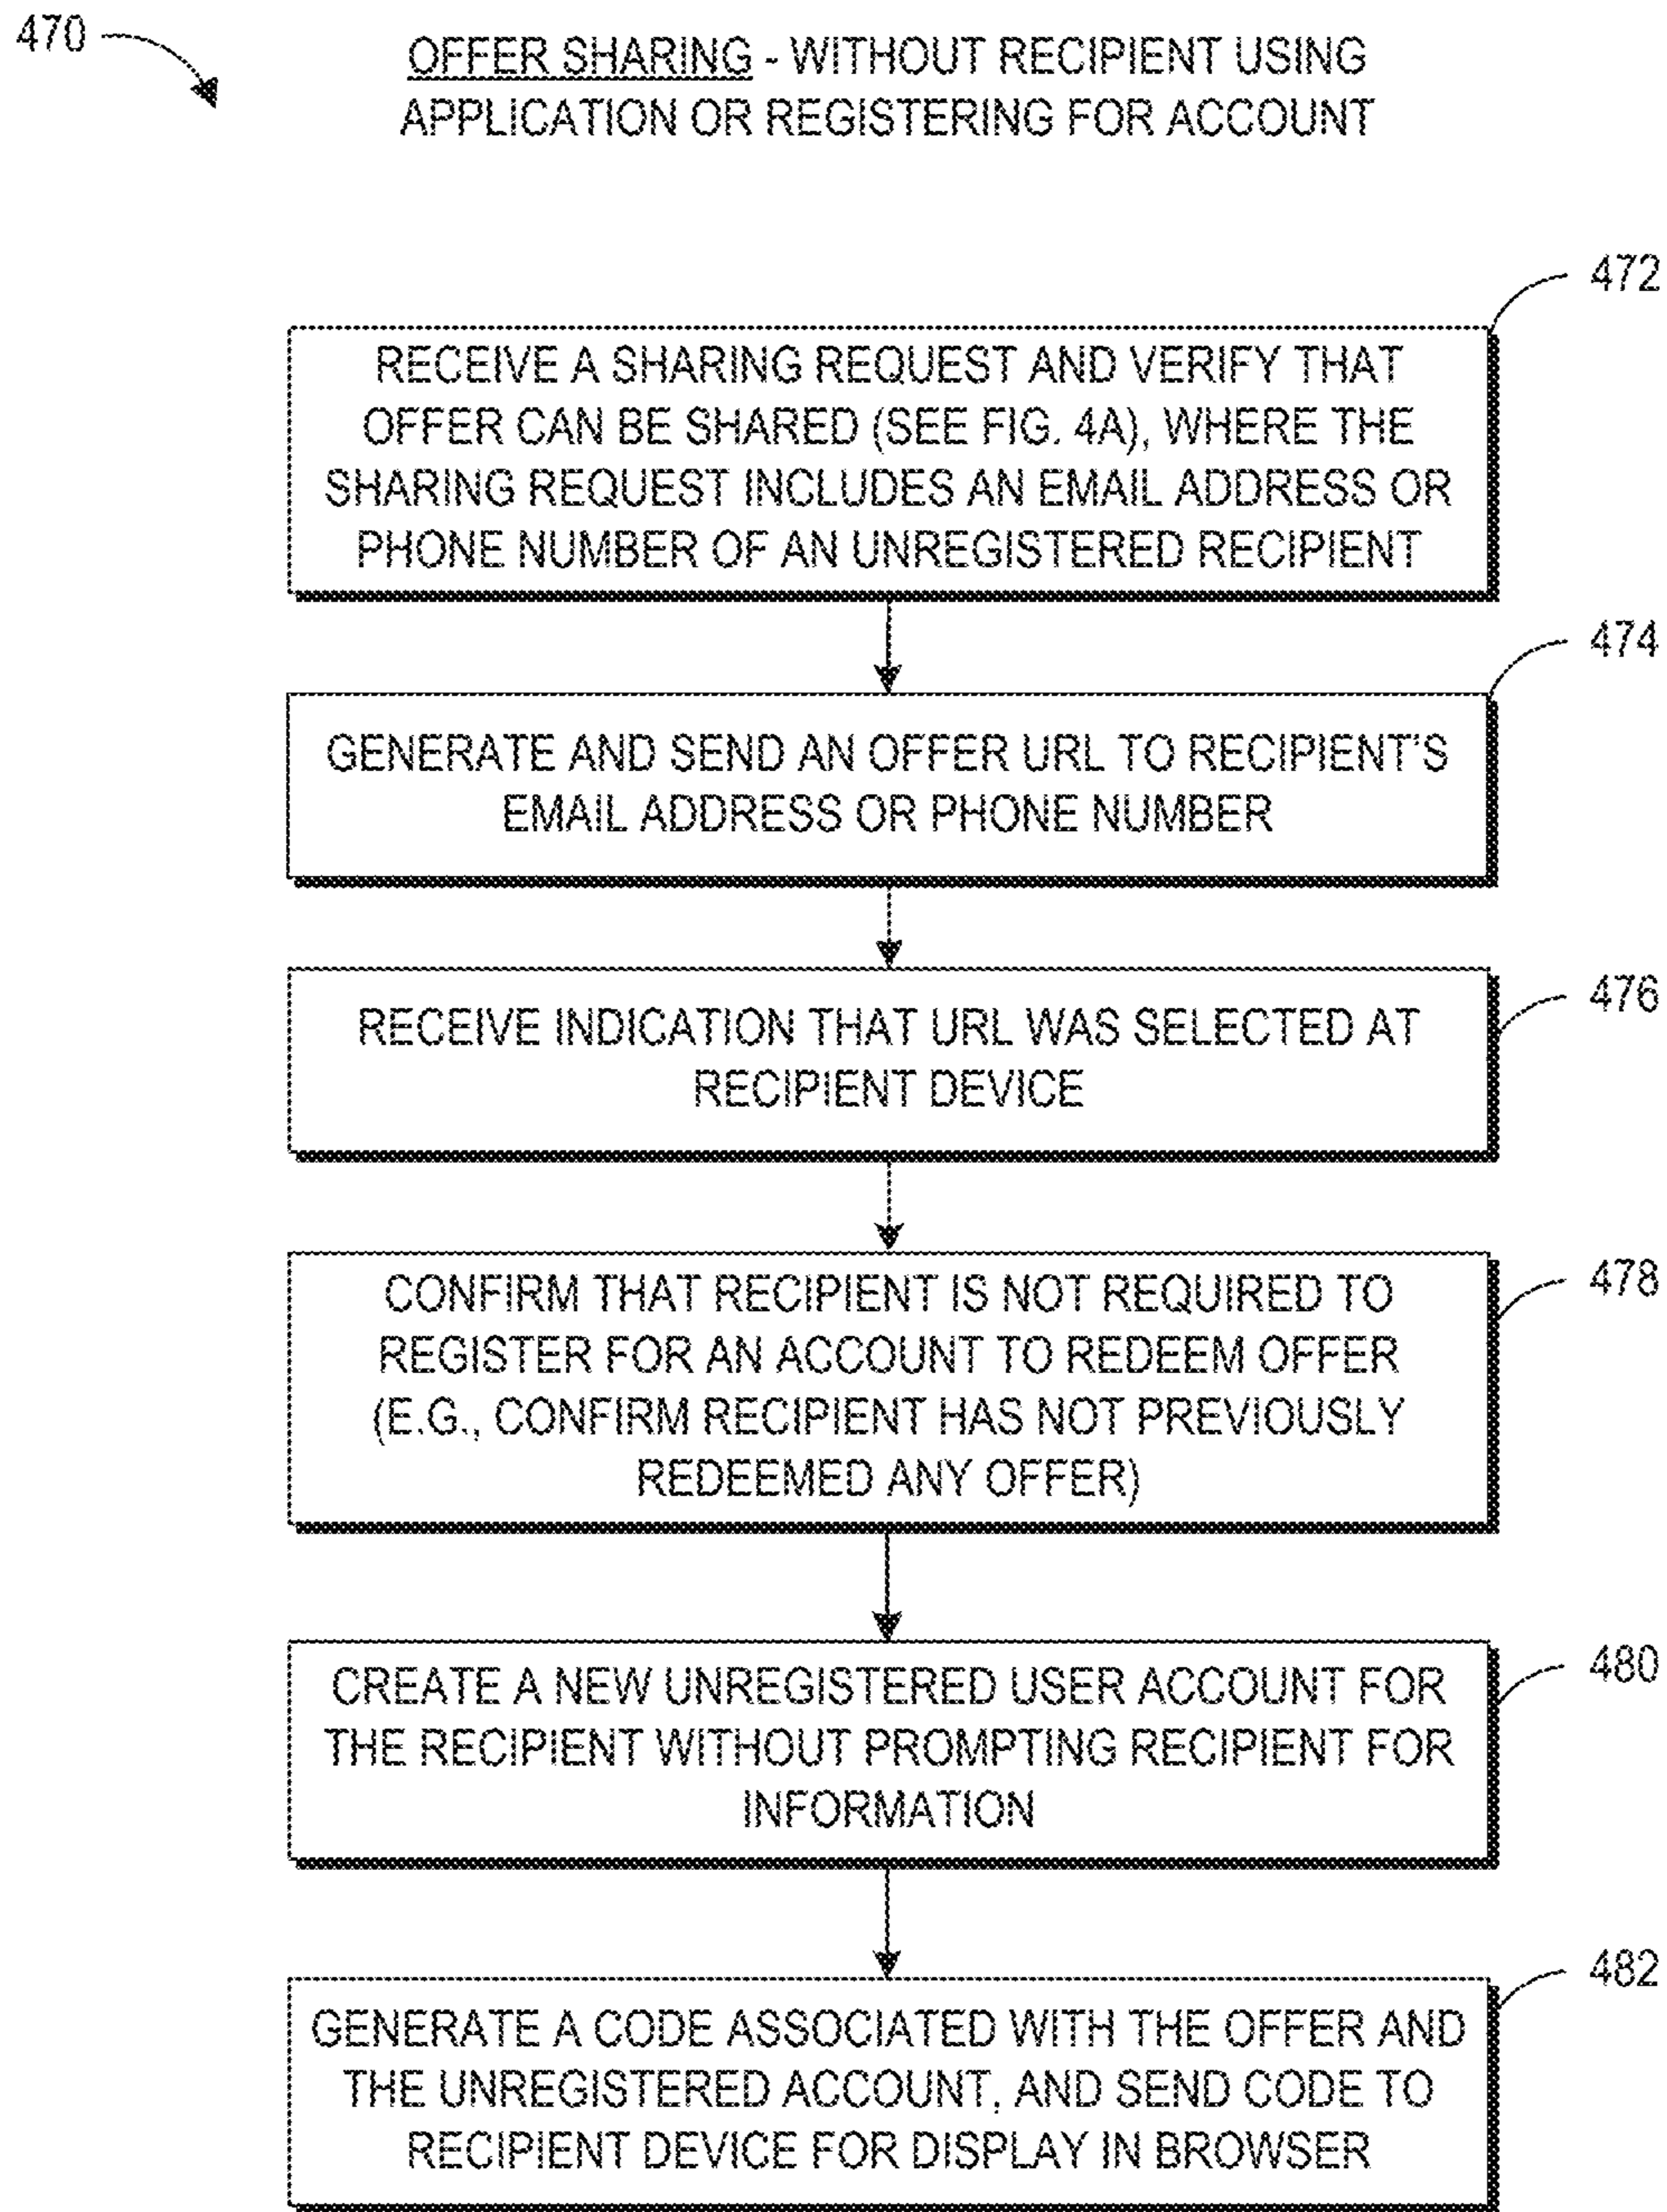 470
OFFER SHARING - WITHOUT RECIPIENT USING
APPLICATION OR REGISTERING FOR ACCOUNT
472
RECEIVE A SHARING REQUEST AND VERIFY THAT
OFFER CAN BE SHARED (SEE FIG. 4A), WHERE THE
SHARING REQUEST INCLUDES AN EMAIL ADDRESS OR
PHONE NUMBER OF AN UNREGISTERED RECIPIENT
474
GENERATE AND SEND AN OFFER URL TO RECIPIENT'S
EMAIL ADDRESS OR PHONE NUMBER
476
RECEIVE INDICATION THAT URL WAS SELECTED AT
RECIPIENT DEVICE
478
CONFIRM THAT RECIPIENT IS NOT REQUIRED TO
REGISTER FOR AN ACCOUNT TO REDEEM OFFER
(E.G., CONFIRM RECIPIENT HAS NOT PREVIOUSLY
REDEEMED ANY OFFER)
480
CREATE A NEW UNREGISTERED USER ACCOUNT FOR
THE RECIPIENT WITHOUT PROMPTING RECIPIENT FOR
INFORMATION
482
GENERATE A CODE ASSOCIATED WITH THE OFFER AND
THE UNREGISTERED ACCOUNT, AND SEND CODE TO
RECIPIENT DEVICE FOR DISPLAY IN BROWSER